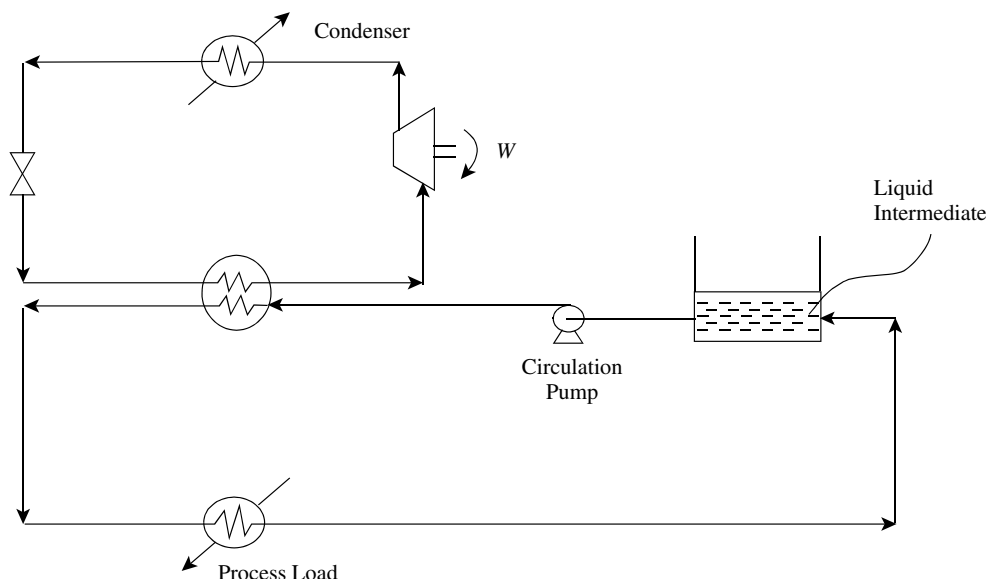 Condenser
W
Liquid
Intermediate
Circulation
Pump
Process Load